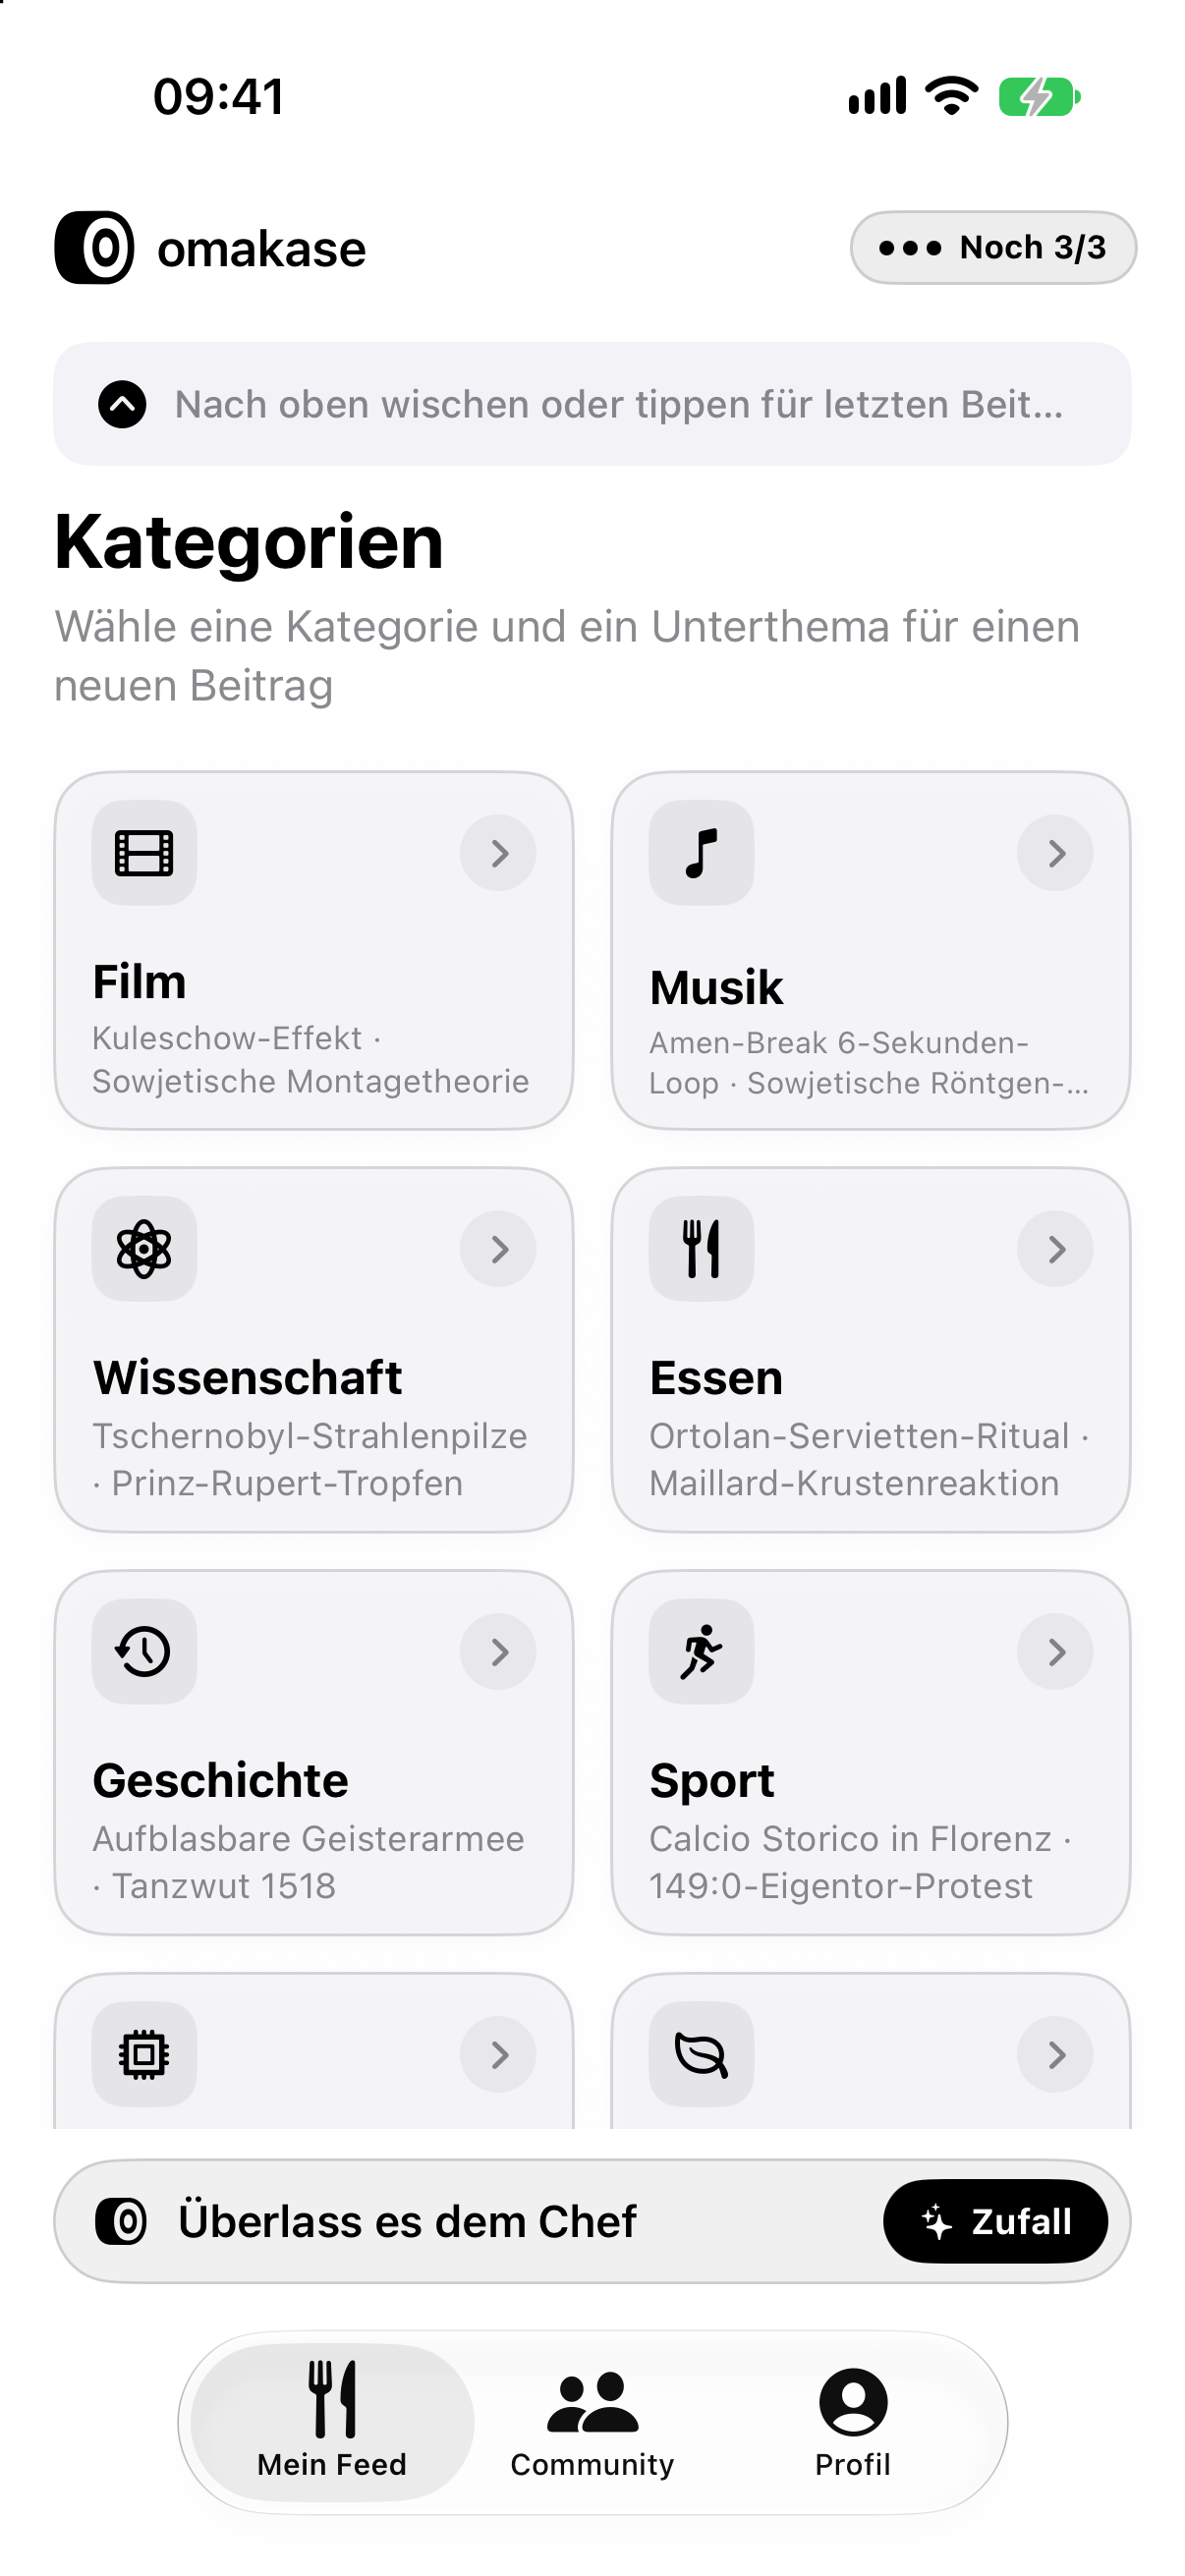 09:41
omakase
Noch 3/3
Nach oben wischen oder tippen für letzten Beit...
Kategorien
Wähle eine Kategorie und ein Unterthema für einen
neuen Beitrag
Film
Kuleschow-Effekt ·
Sowjetische Montagetheorie
Musik
Amen-Break 6-Sekunden-
Loop · Sowjetische Röntgen-...
Wissenschaft
Tschernobyl-Strahlenpilze
· Prinz-Rupert-Tropfen
Essen
Ortolan-Servietten-Ritual ·
Maillard-Krustenreaktion
Geschichte
Aufblasbare Geisterarmee
· Tanzwut 1518
Sport
Calcio Storico in Florenz ·
149:0-Eigentor-Protest
Überlass es dem Chef
Zufall
Mein Feed
Community
Profil